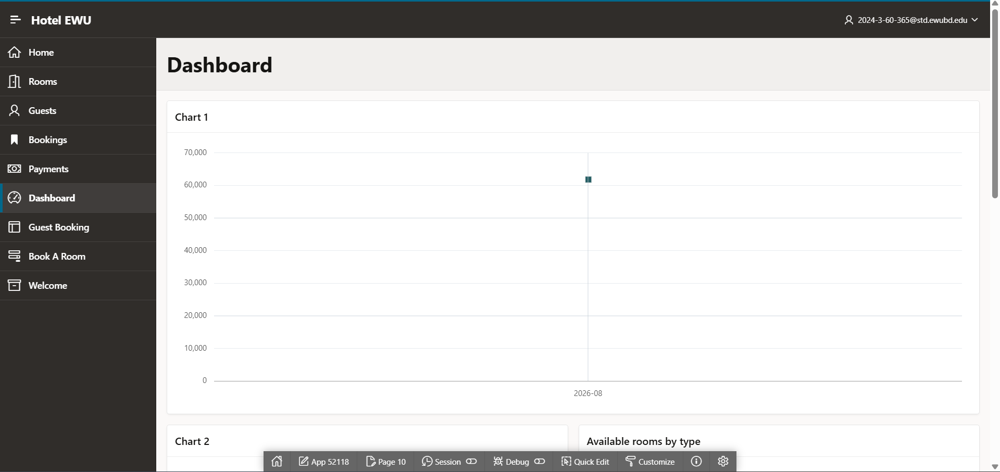 Hotel EWU
2024-3-60-365@std.ewubd.edu
Home
Rooms
Guests
Bookings
Payments
Dashboard
Guest Booking
Book A Room
Welcome
Dashboard
Chart 1
70,000
60,000
50,000
40,000
30,000
20,000
10,000
0
2026-08
Chart 2
Available rooms by type
App 52118
Page 10
Session
Debug
Quick Edit
Customize